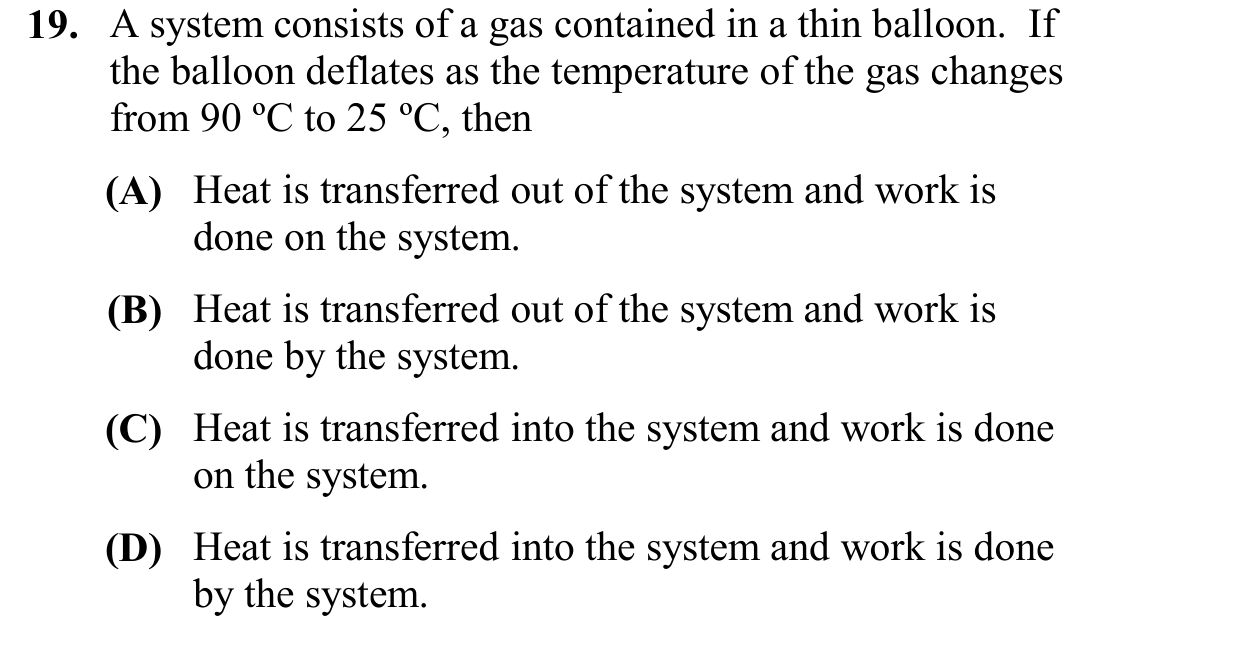 19. A system consists of a gas contained in a thin balloon. If
the balloon deflates as the temperature of the gas changes
from 90 ºC to 25 ºC, then
(A) Heat is transferred out of the system and work is
done on the system.
(B) Heat is transferred out of the system and work is
done by the system.
(C) Heat is transferred into the system and work is done
on the system.
(D) Heat is transferred into the system and work is done
by the system.